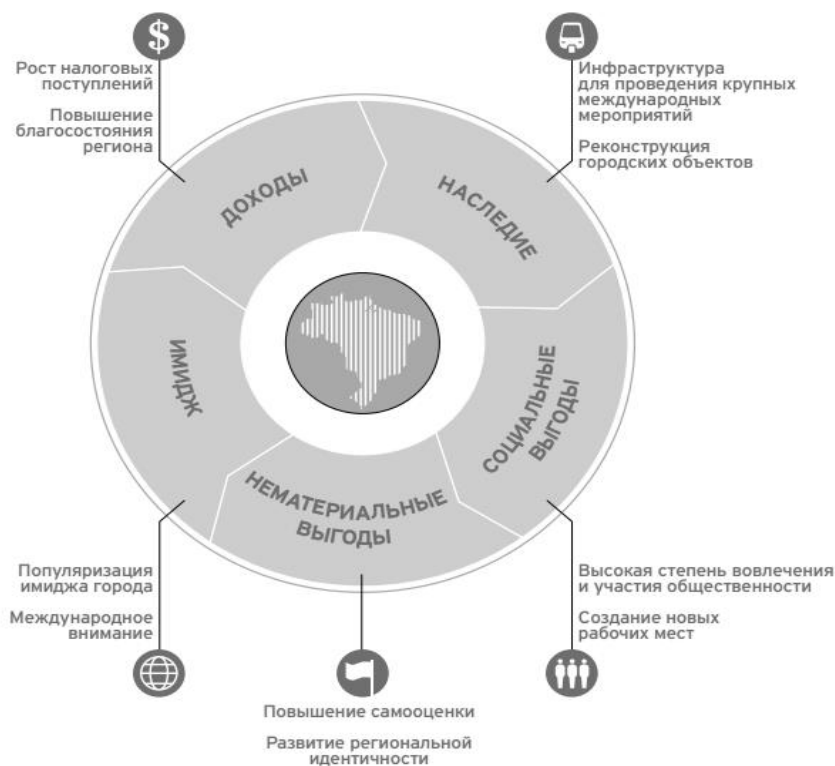 $
Рост налоговых
поступлений
Повышение
благосостояния
региона
Инфраструктура
для проведения крупных
международных
мероприятий
Реконструкция
городских объектов
ДОХОДЫ
НАСЛЕДИЕ
ИМИДЖ
СОЦИАЛЬНЫЕ
ВЫГОДЫ
НЕМАТЕРИАЛЬНЫЕ
ВЫГОДЫ
Популяризация
имиджа города
Международное
внимание
Высокая степень вовлечения
и участия общественности
Создание новых
рабочих мест
Повышение самооценки
Развитие региональной
идентичности